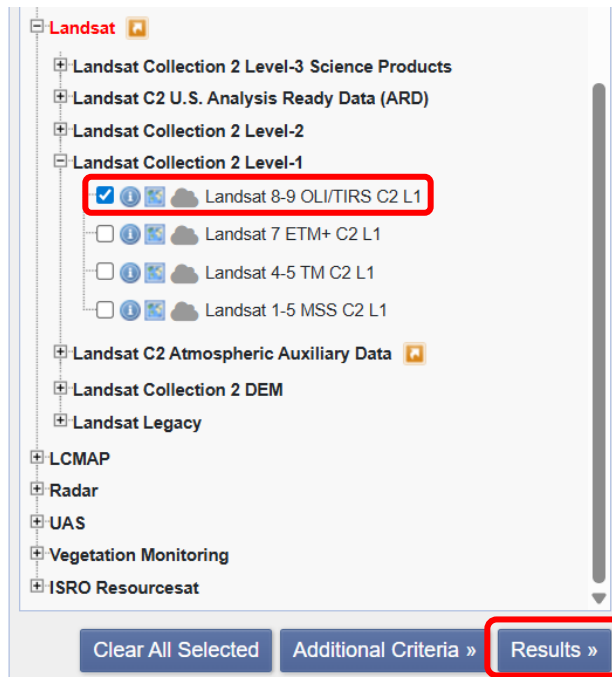 Landsat
Landsat Collection 2 Level-3 Science Products
Landsat C2 U.S. Analysis Ready Data (ARD)
Landsat Collection 2 Level-2
Landsat Collection 2 Level-1
Landsat 8-9 OLI/TIRS C2 L1
Landsat 7 ETM+ C2 L1
Landsat 4-5 TM C2 L1
Landsat 1-5 MSS C2 L1
Landsat C2 Atmospheric Auxiliary Data
Landsat Collection 2 DEM
Landsat Legacy
LCMAP
Radar
UAS
Vegetation Monitoring
ISRO Resourcesat
Clear All Selected Additional Criteria » Results »